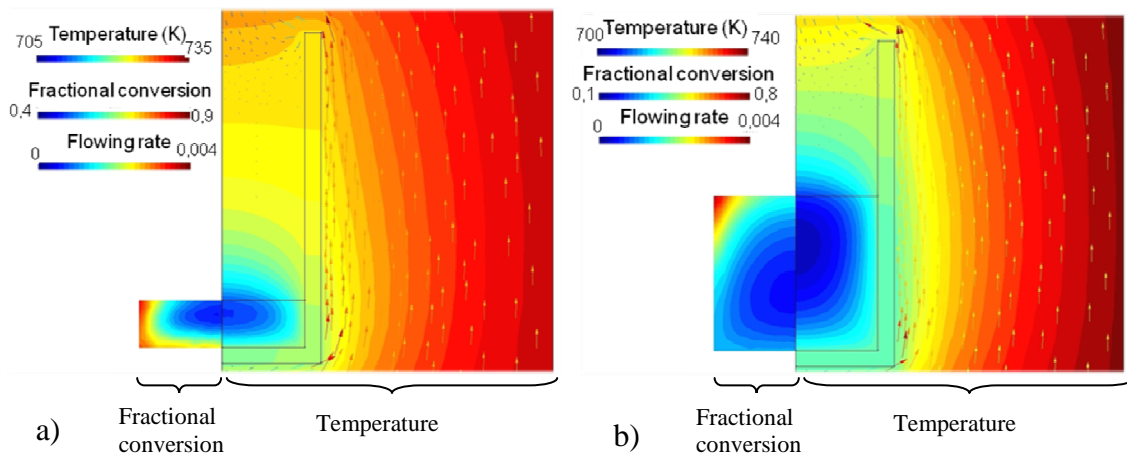 Temperature (K)
705 735
Fractional conversion
0,4 0,9
Flowing rate
0 0,004
a)
Fractional
conversion
Temperature
Temperature (K)
700 740
Fractional conversion
0,1 0,8
Flowing rate
0 0,004
b)
Fractional
conversion
Temperature